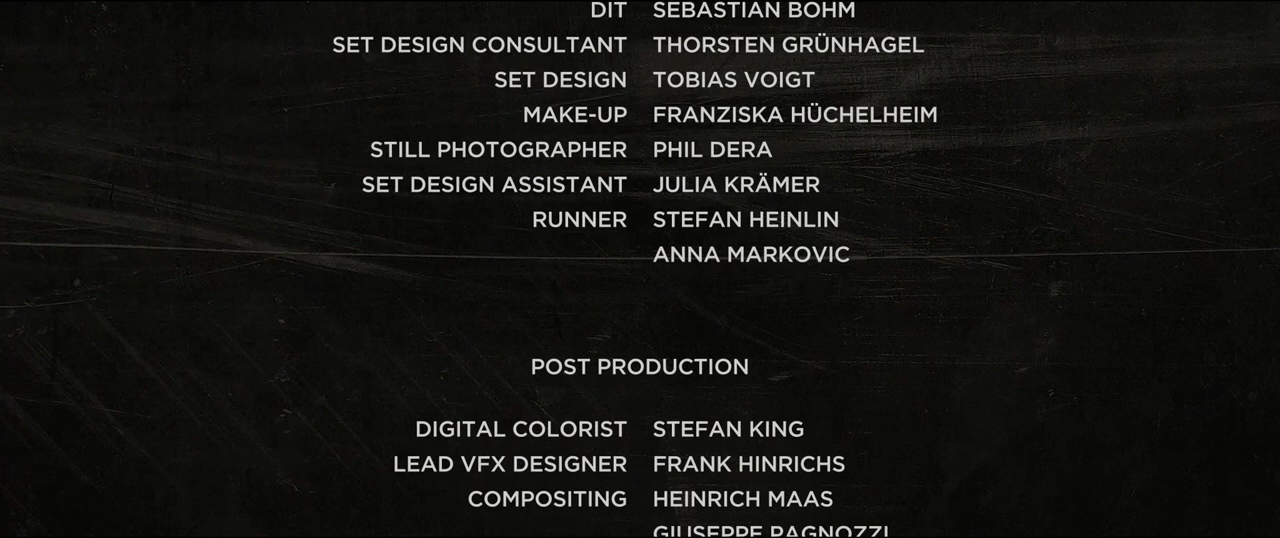 DIT SEBASTIAN BOHM
SET DESIGN CONSULTANT THORSTEN GRÜNHAGEL
SET DESIGN TOBIAS VOIGT
MAKE-UP FRANZISKA HÜCHELHEIM
STILL PHOTOGRAPHER PHIL DERA
SET DESIGN ASSISTANT JULIA KRÄMER
RUNNER STEFAN HEINLIN
ANNA MARKOVIC
POST PRODUCTION
DIGITAL COLORIST STEFAN KING
LEAD VFX DESIGNER FRANK HINRICHS
COMPOSITING HEINRICH MAAS
GIUSEPPE PAGNOZZI